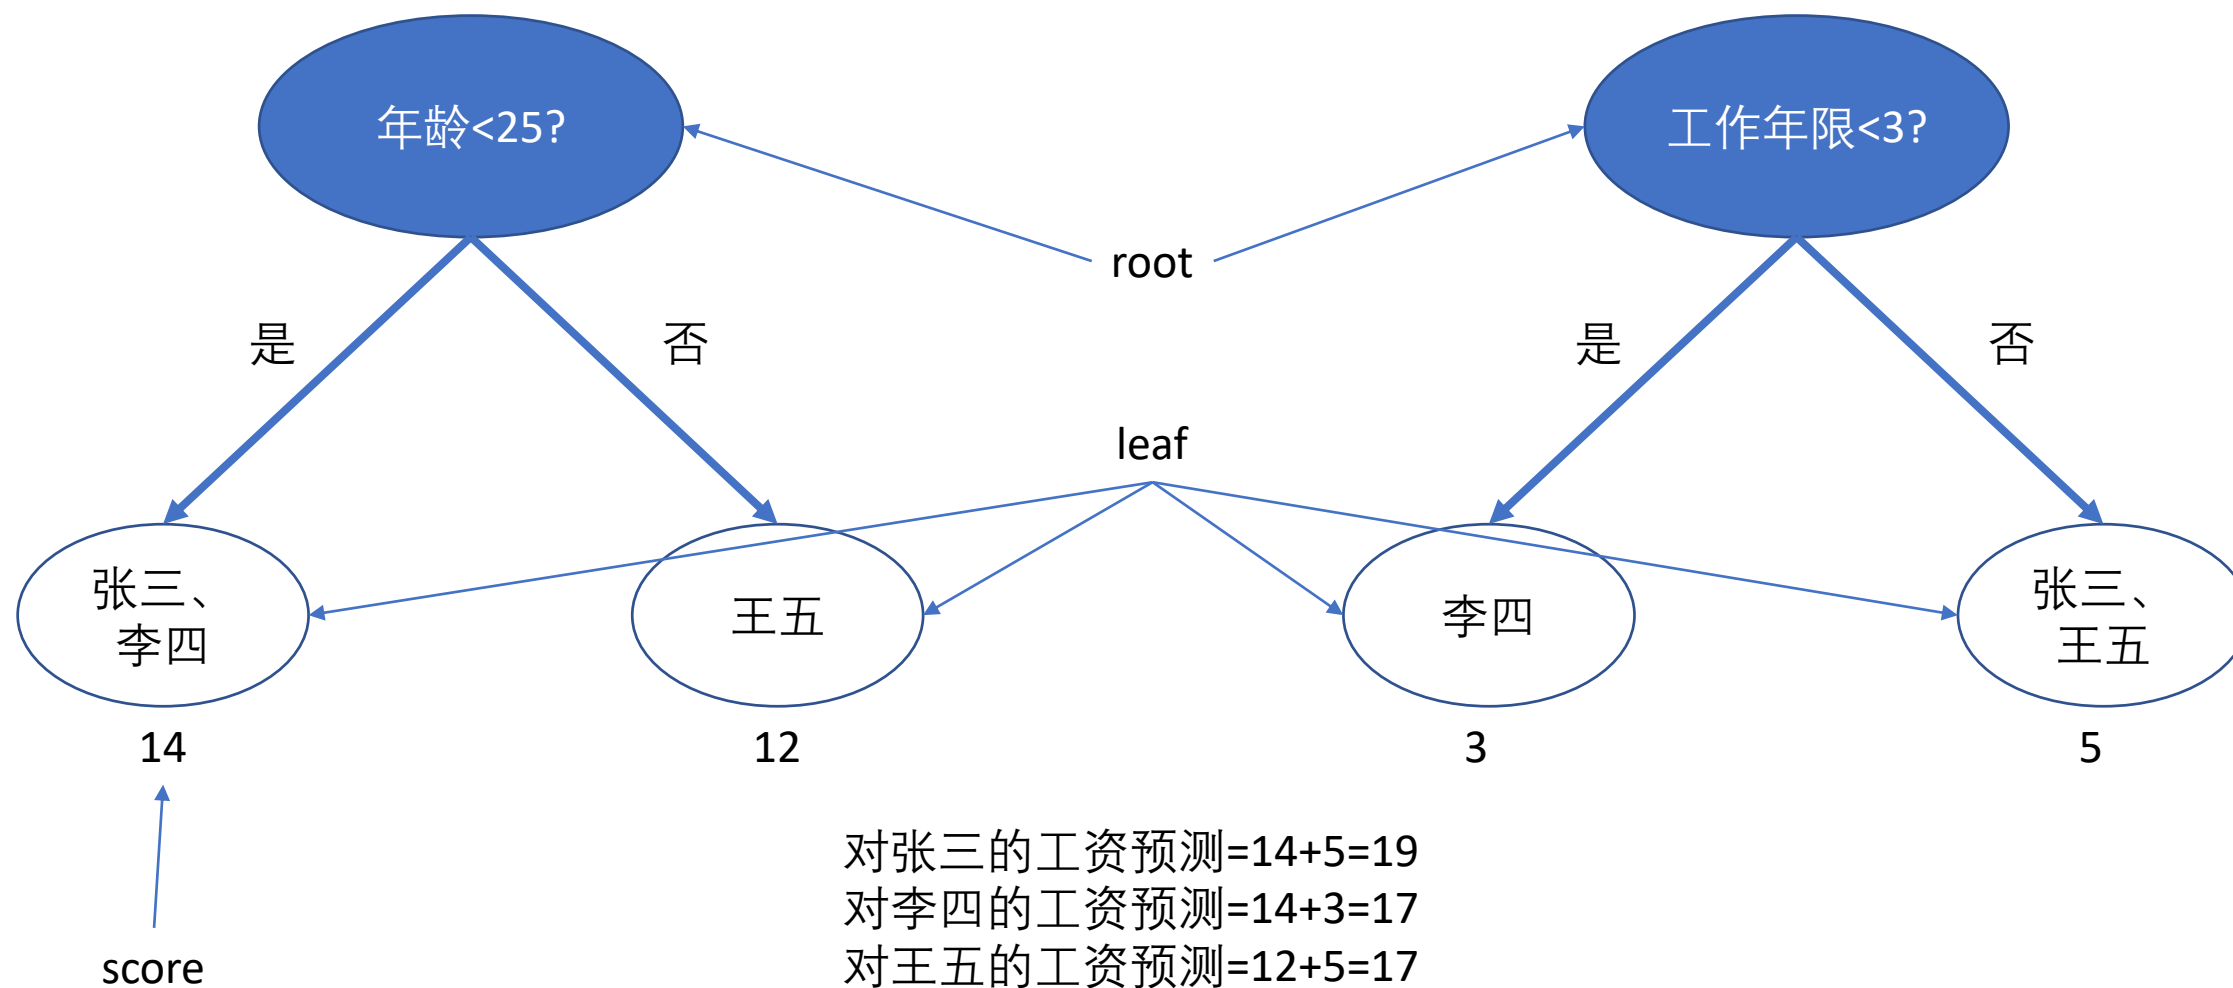 年龄<25?
工作年限<3?
root
是
否
是
否
leaf
张三、
李四
王五
李四
张三、
王五
14
12
3
5
对张三的工资预测=14+5=19
对李四的工资预测=14+3=17
对王五的工资预测=12+5=17
score